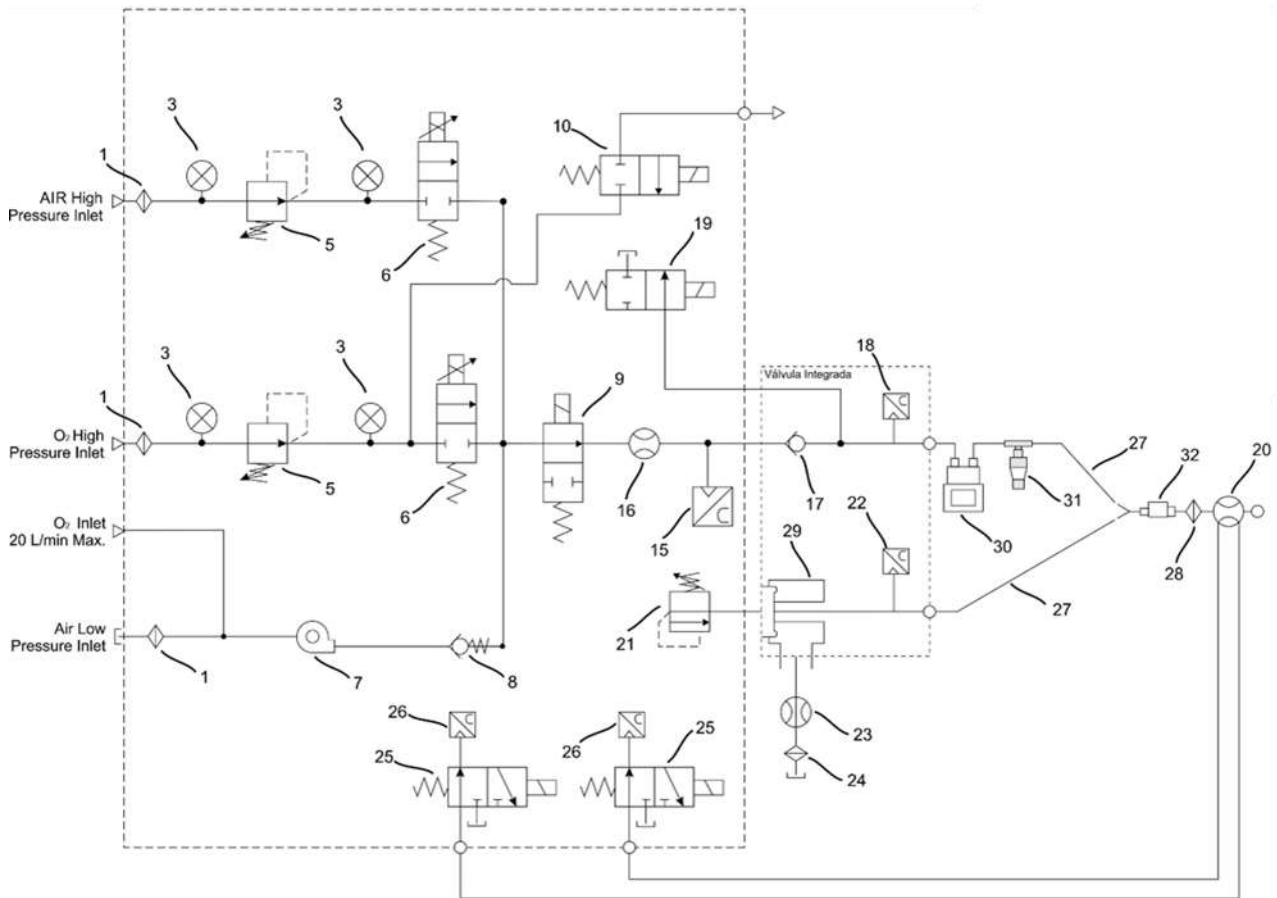 3
3
10
1
AIR High
Pressure Inlet
5
6
19
3
3
9
18
Válvula Integrada
1
O₂ High
Pressure Inlet
5
6
16
15
17
27
32
20
31
30
28
O₂ Inlet
20 L/min Max.
22
29
27
21
Air Low
Pressure Inlet
1
7
8
26
26
25
25
23
24
C
C
C
C
C